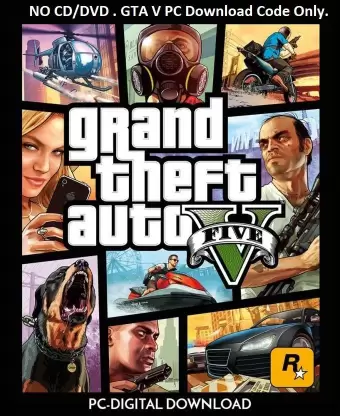 NO CD/DVD . GTA V PC Download Code Only.
grand
theft
auto
FIVE
V
R
PC-DIGITAL DOWNLOAD